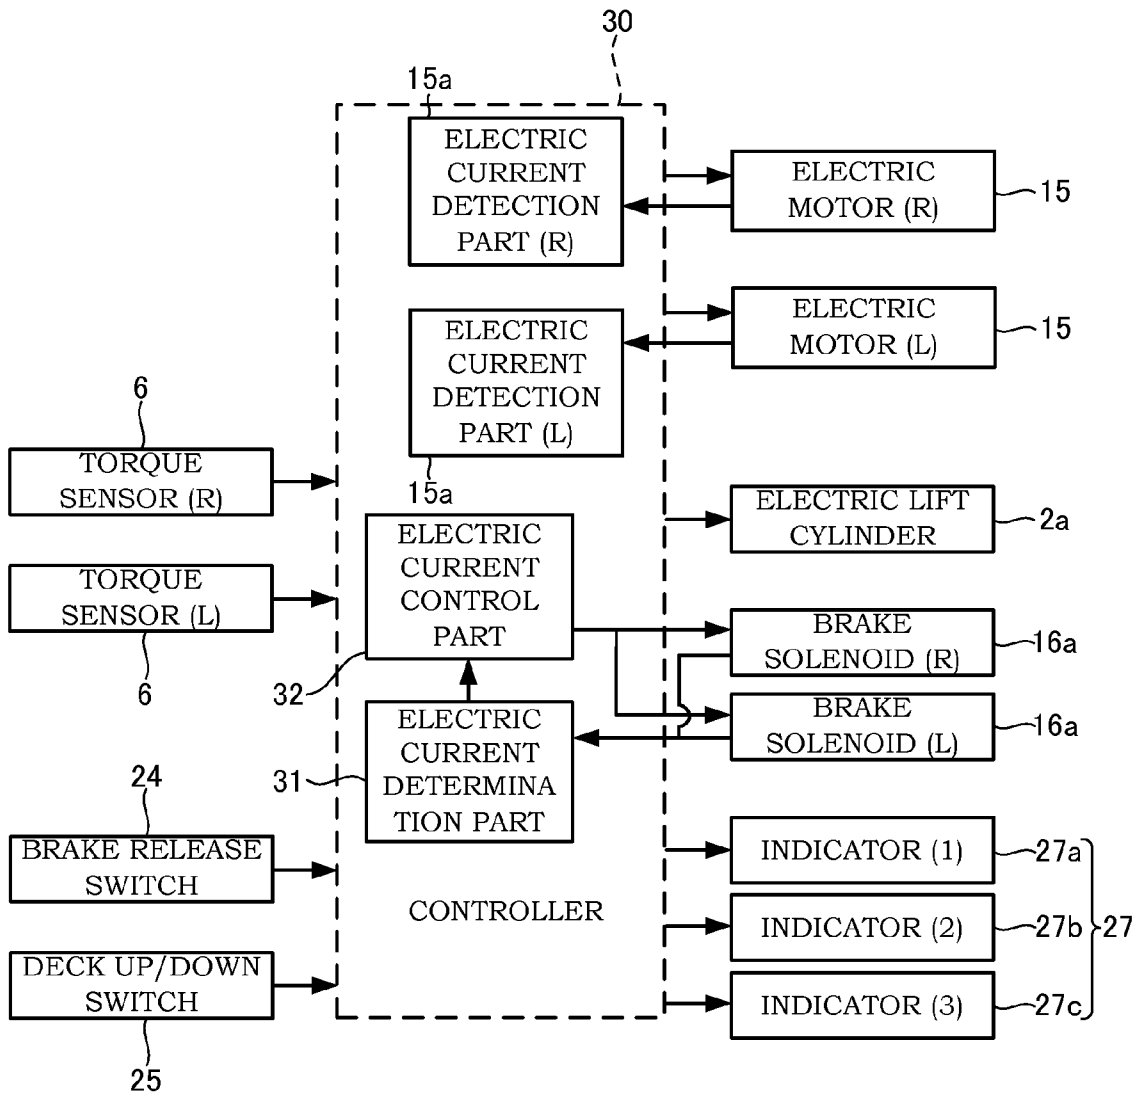 30
15a
ELECTRIC
CURRENT
DETECTION
PART (R)
ELECTRIC
MOTOR (R)
15
ELECTRIC
CURRENT
DETECTION
PART (L)
15a
ELECTRIC
MOTOR (L)
15
6
TORQUE
SENSOR (R)
TORQUE
SENSOR (L)
6
ELECTRIC
CURRENT
CONTROL
PART
32
ELECTRIC LIFT
CYLINDER
2a
BRAKE
SOLENOID (R)
16a
BRAKE
SOLENOID (L)
16a
ELECTRIC
CURRENT
DETERMINA
TION PART
31
24
BRAKE RELEASE
SWITCH
DECK UP/DOWN
SWITCH
25
CONTROLLER
INDICATOR (1)
27a
INDICATOR (2)
27b
27
INDICATOR (3)
27c